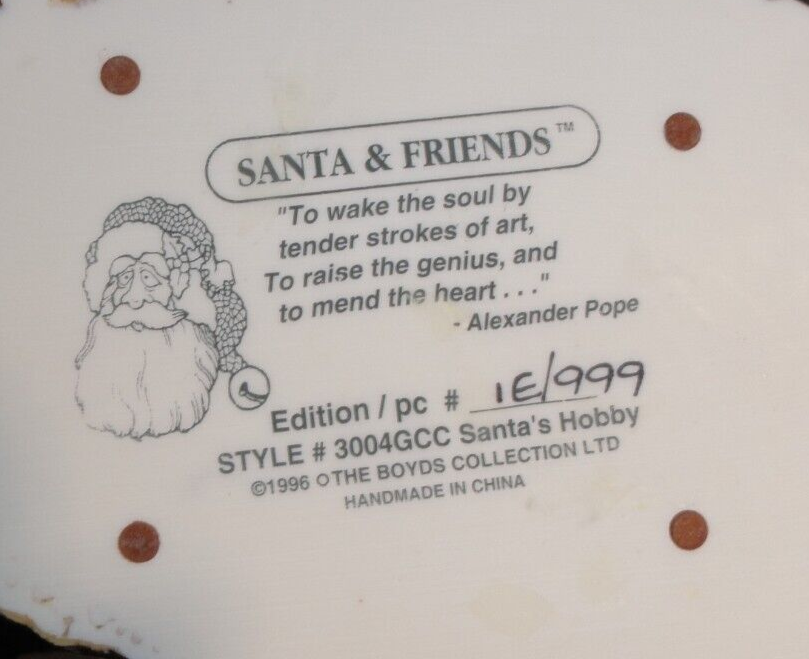 SANTA & FRIENDS™
"To wake the soul by
tender strokes of art,
To raise the genius, and
to mend the heart . . ."
- Alexander Pope
Edition / pc # 1E/999
STYLE # 3004GCC Santa's Hobby
©1996 THE BOYDS COLLECTION LTD
HANDMADE IN CHINA